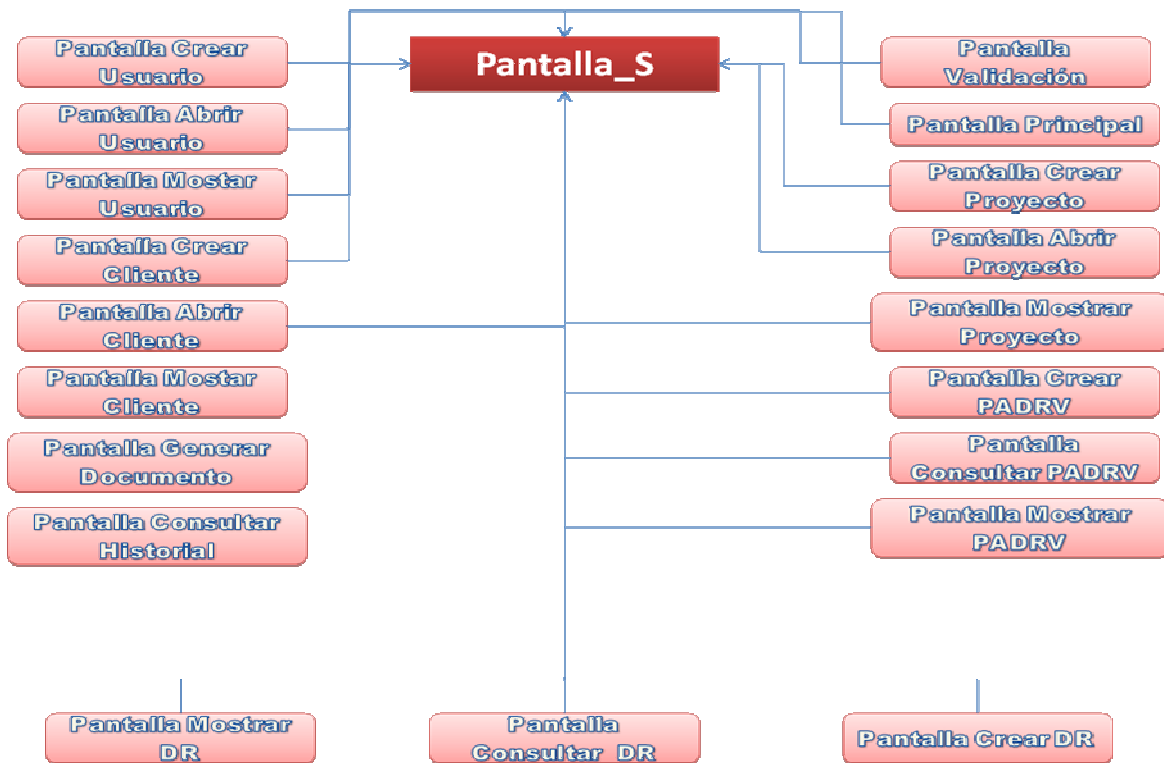 Pantalla_S
Pantalla Crear
Usuario
Pantalla Abrir
Usuario
Pantalla Mostar
Usuario
Pantalla Crear
Cliente
Pantalla Abrir
Cliente
Pantalla Mostar
Cliente
Pantalla Generar
Documento
Pantalla Consultar
Historial
Pantalla
Validación
Pantalla Principal
Pantalla Crear
Proyecto
Pantalla Abrir
Proyecto
Pantalla Mostrar
Proyecto
Pantalla Crear
PADRV
Pantalla
Consultar PADRV
Pantalla Mostrar
PADRV
Pantalla Mostrar
DR
Pantalla
Consultar DR
Pantalla Crear DR